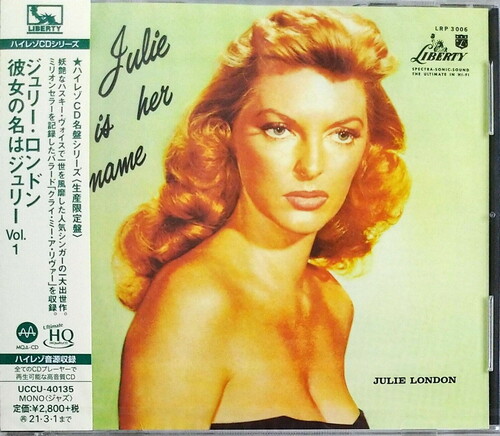 LIBERTY
ハイレゾCDシリーズ
ジュリー・ロンドン
彼女の名はジュリー Vol.1
★ハイレゾCD名盤シリーズ〈生産限定盤〉
妖艶なハスキー・ヴォイスで一世を風靡した人気シンガーの一大出世作。
ミリオンセラーを記録したバラード「クライ・ミー・ア・リヴァー」を収録。
MQA-CD
Ultimate
HQ
ハイレゾ音源収録
全てのCDプレーヤーで
再生可能な高音質CD
UCCU-40135
MONO〈ジャズ〉
定価:¥2,800+税
21・3・1まで
Julie
is her
name
LRP 3006
LIBERTY
SPECTRA-SONIC-SOUND
THE ULTIMATE IN HI-FI
JULIE LONDON